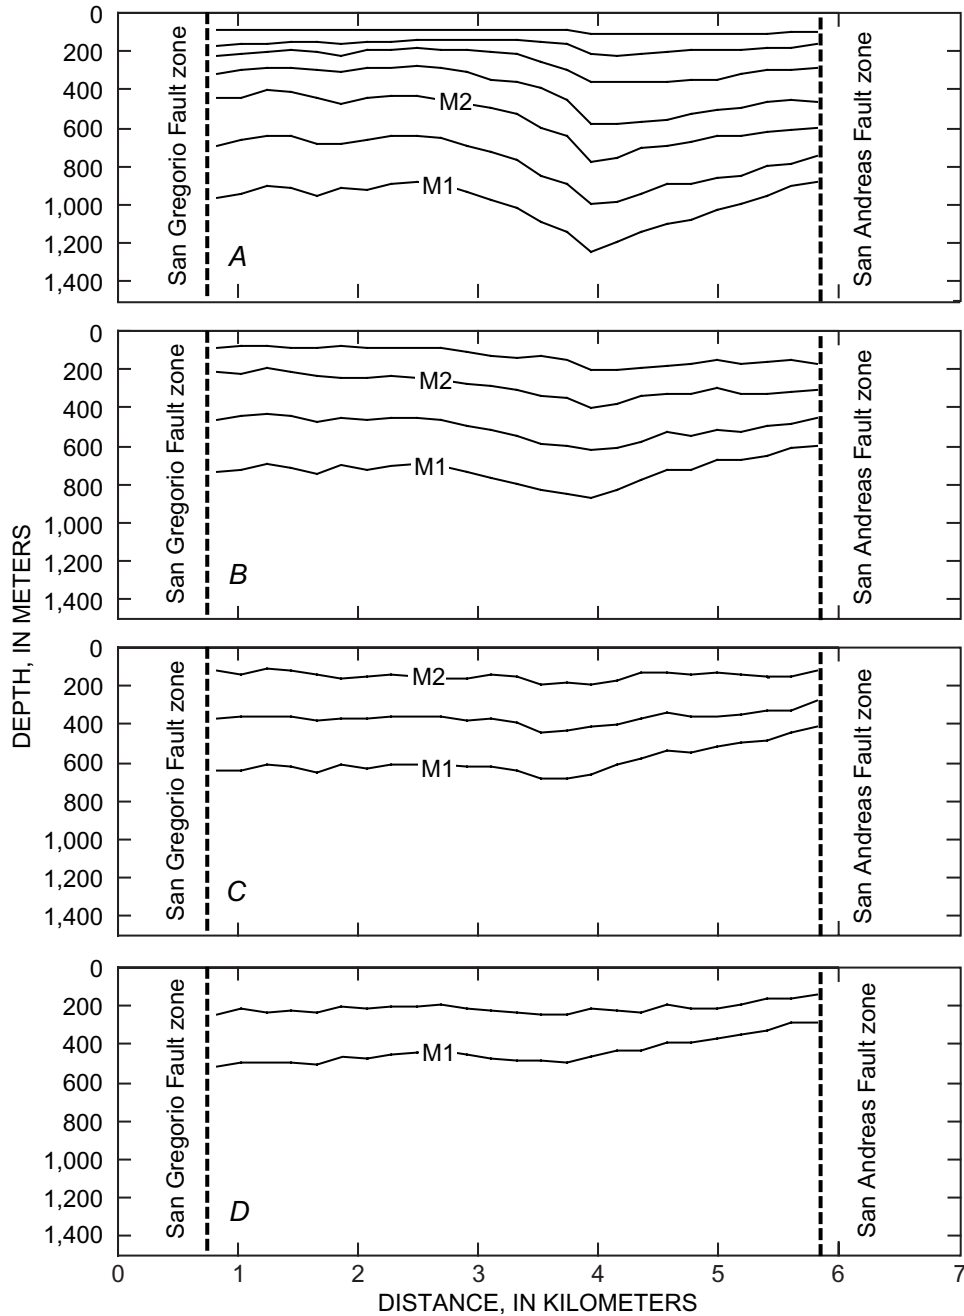 DEPTH, IN METERS
0
200
400
600
800
1,000
1,200
1,400
San Gregorio Fault zone
M2
M1
A
San Andreas Fault zone
0
200
400
600
800
1,000
1,200
1,400
San Gregorio Fault zone
M2
M1
B
San Andreas Fault zone
0
200
400
600
800
1,000
1,200
1,400
San Gregorio Fault zone
M2
M1
C
San Andreas Fault zone
0
200
400
600
800
1,000
1,200
1,400
San Gregorio Fault zone
M1
D
San Andreas Fault zone
0 1 2 3 4 5 6 7
DISTANCE, IN KILOMETERS